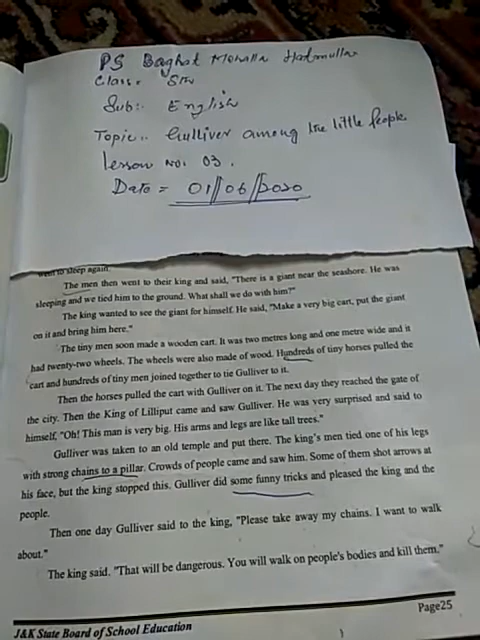 PS Baghat Mohalla Hatmulla
Class:- 5th
Sub:- English
Topic:- Gulliver among the little People.
Lesson No: 03.
Date = 01/06/2020
went to sleep again.
The men then went to their king and said, "There is a giant near the seashore. He was
sleeping and we tied him to the ground. What shall we do with him?"
The king wanted to see the giant for himself. He said, "Make a very big cart, put the giant
on it and bring him here."
The tiny men soon made a wooden cart. It was two metres long and one metre wide and it
had twenty-two wheels. The wheels were also made of wood. Hundreds of tiny horses pulled the
cart and hundreds of tiny men joined together to tie Gulliver to it.
Then the horses pulled the cart with Gulliver on it. The next day they reached the gate of
the city. Then the King of Lilliput came and saw Gulliver. He was very surprised and said to
himself, "Oh! This man is very big. His arms and legs are like tall trees."
Gulliver was taken to an old temple and put there. The king's men tied one of his legs
with strong chains to a pillar. Crowds of people came and saw him. Some of them shot arrows at
his face, but the king stopped this. Gulliver did some funny tricks and pleased the king and the
people.
Then one day Gulliver said to the king, "Please take away my chains. I want to walk
about."
The king said, "That will be dangerous. You will walk on people's bodies and kill them."
Page25
J&K State Board of School Education